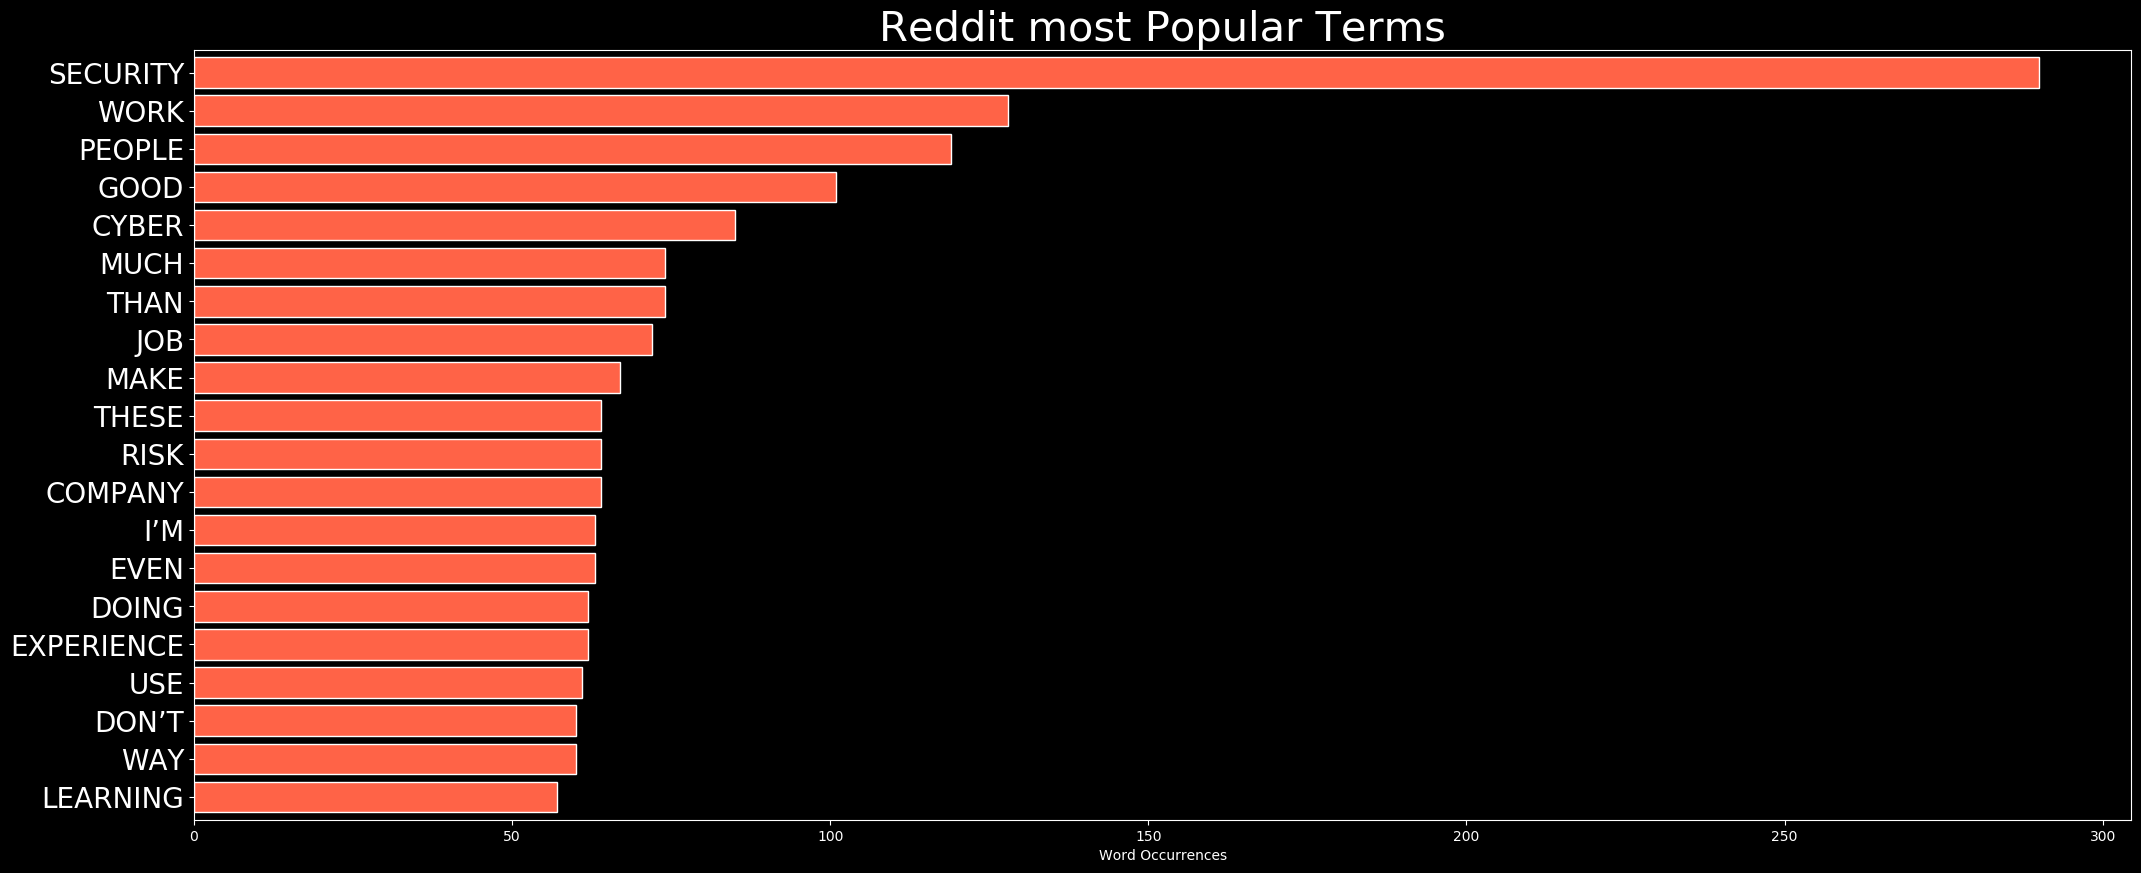 Reddit most Popular Terms
SECURITY
WORK
PEOPLE
GOOD
CYBER
MUCH
THAN
JOB
MAKE
THESE
RISK
COMPANY
I’M
EVEN
DOING
EXPERIENCE
USE
DON’T
WAY
LEARNING
0 50 100 150 200 250 300
Word Occurrences